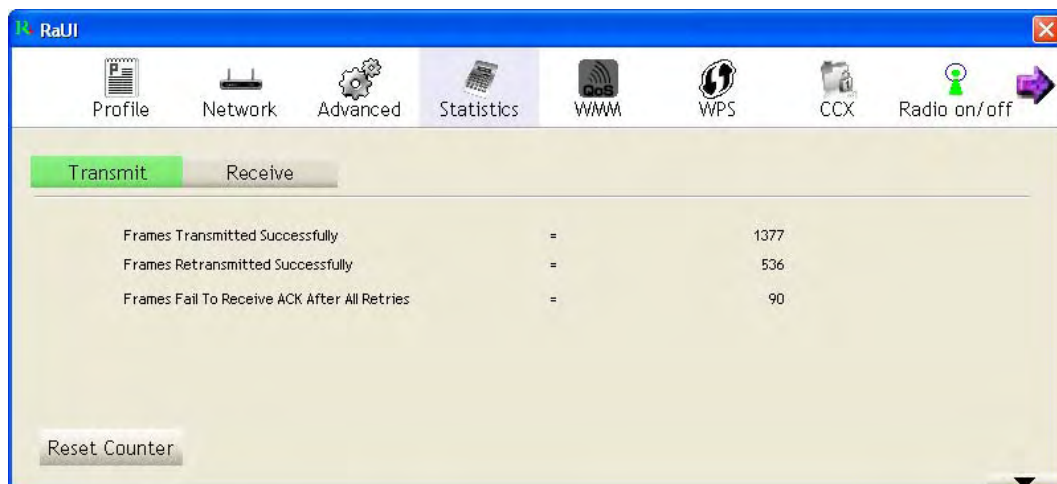 RaUI
Profile Network Advanced Statistics WMM WPS CCX Radio on/off
P
QoS
Transmit Receive
Frames Transmitted Successfully = 1377
Frames Retransmitted Successfully = 536
Frames Fail To Receive ACK After All Retries = 90
Reset Counter